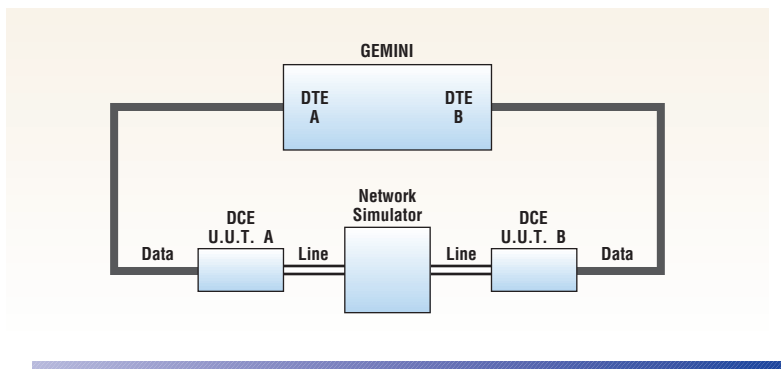 GEMINI
DTE
A
DTE
B
Network
Simulator
DCE
U.U.T. A
DCE
U.U.T. B
Data
Line
Line
Data